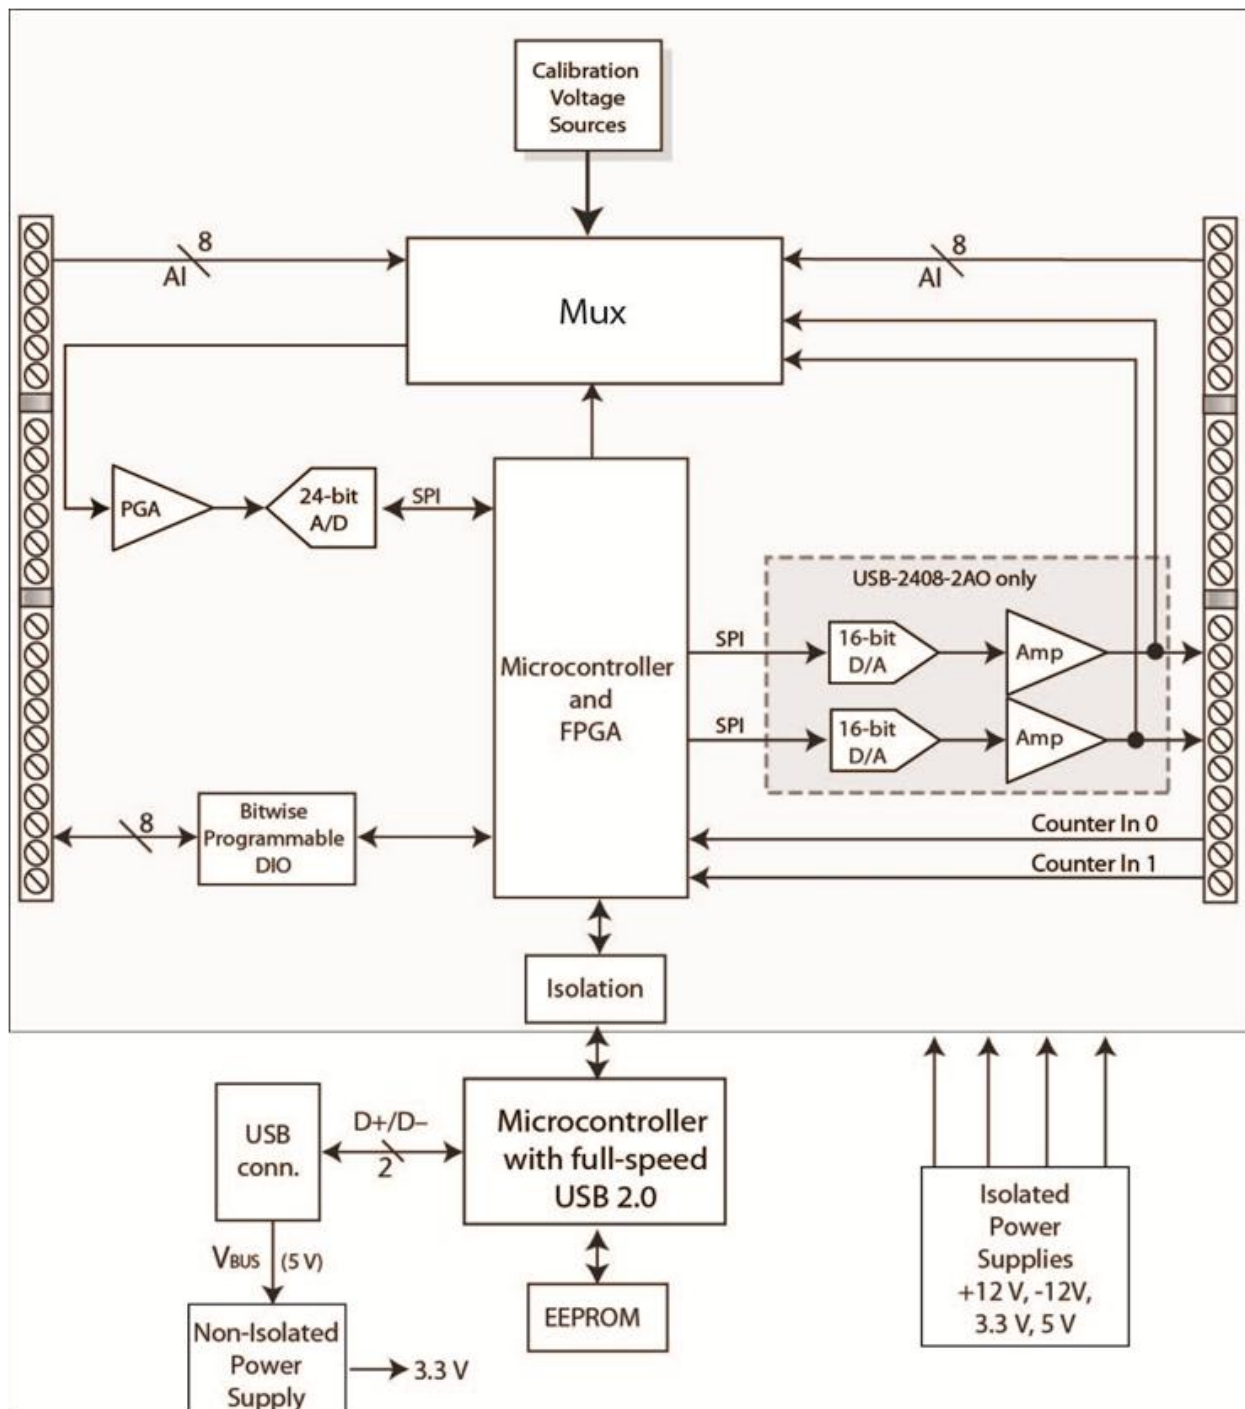 Calibration
Voltage
Sources
8
AI
8
AI
Mux
PGA
24-bit
A/D
SPI
USB-2408-2AO only
SPI
16-bit
D/A
Amp
Microcontroller
and
FPGA
SPI
16-bit
D/A
Amp
8
Bitwise
Programmable
DIO
Counter In 0
Counter In 1
Isolation
USB
conn.
D+/D–
2
Microcontroller
with full-speed
USB 2.0
Isolated
Power
Supplies
+12 V, -12V,
3.3 V, 5 V
VBUS (5 V)
EEPROM
Non-Isolated
Power
Supply
3.3 V